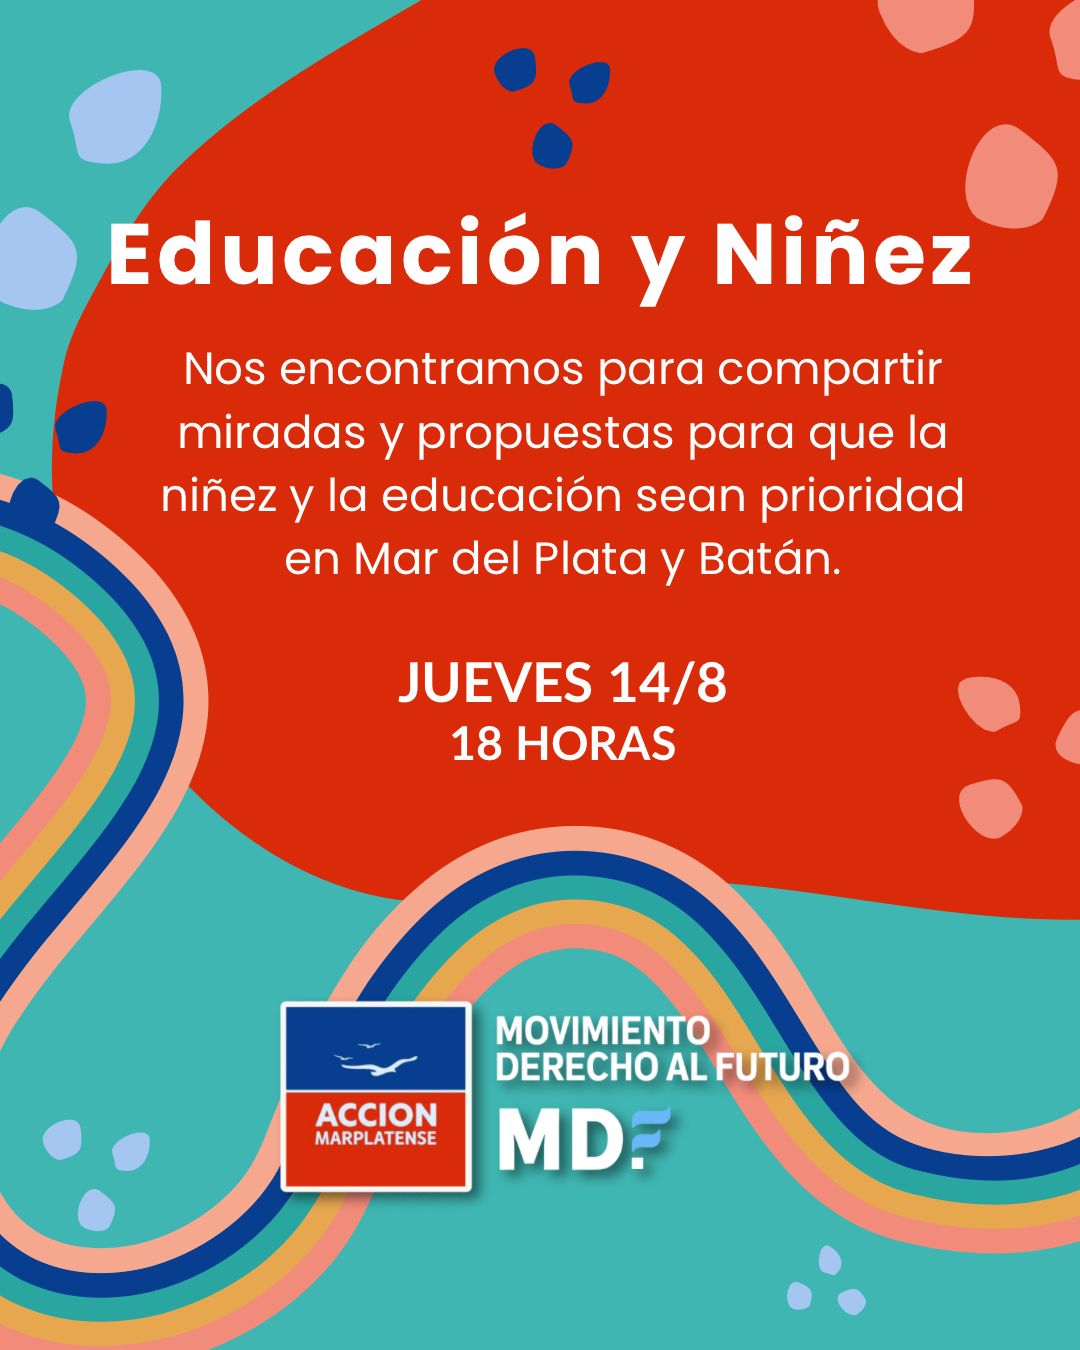 Educación y Niñez
Nos encontramos para compartir
miradas y propuestas para que la
niñez y la educación sean prioridad
en Mar del Plata y Batán.
JUEVES 14/8
18 HORAS
ACCION
MARPLATENSE
MOVIMIENTO
DERECHO AL FUTURO
MDF